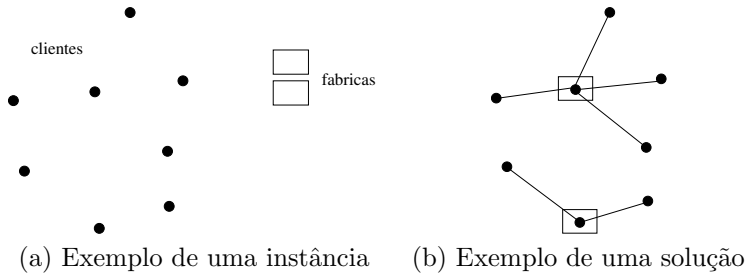 clientes
fabricas
(a) Exemplo de uma instância
(b) Exemplo de uma solução